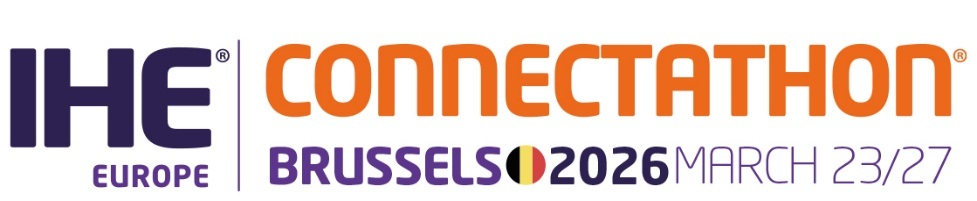 IHE®
EUROPE
CONNECTATHON®
BRUSSELS 2026 MARCH 23/27